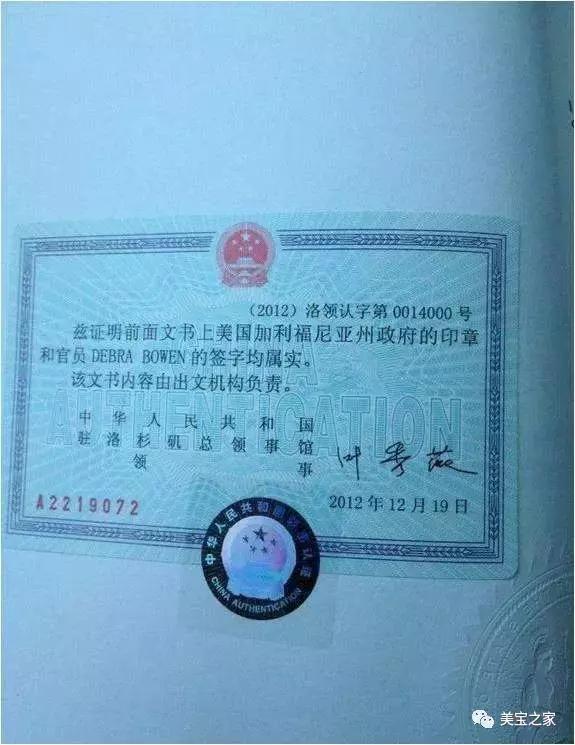 （2012）洛领认字第 0014000 号
兹证明前面文书上美国加利福尼亚州政府的印章
和官员 DEBRA BOWEN 的签字均属实。
该文书内容由出文机构负责。
AUTHENTICATION
中华人民共和国
驻洛杉矶总领事馆
领事
A2219072
2012 年 12 月 19 日
中华人民共和国领事认证
CHINA AUTHENTICATION
美宝之家